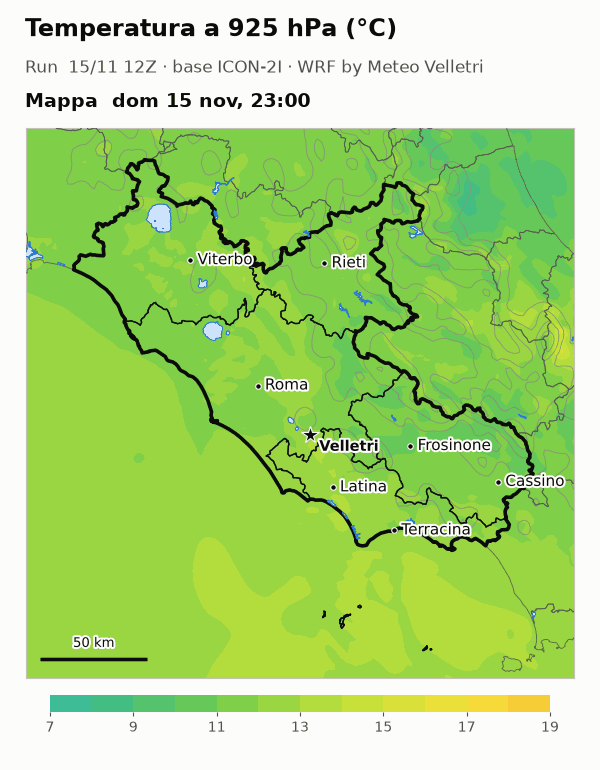 Temperatura a 925 hPa (°C)
Run  15/11 12Z · base ICON-2I · WRF by Meteo Velletri
Mappa  dom 15 nov, 23:00
Viterbo
Rieti
Roma
Velletri
Frosinone
Cassino
Latina
Terracina
50 km
7 9 11 13 15 17 19